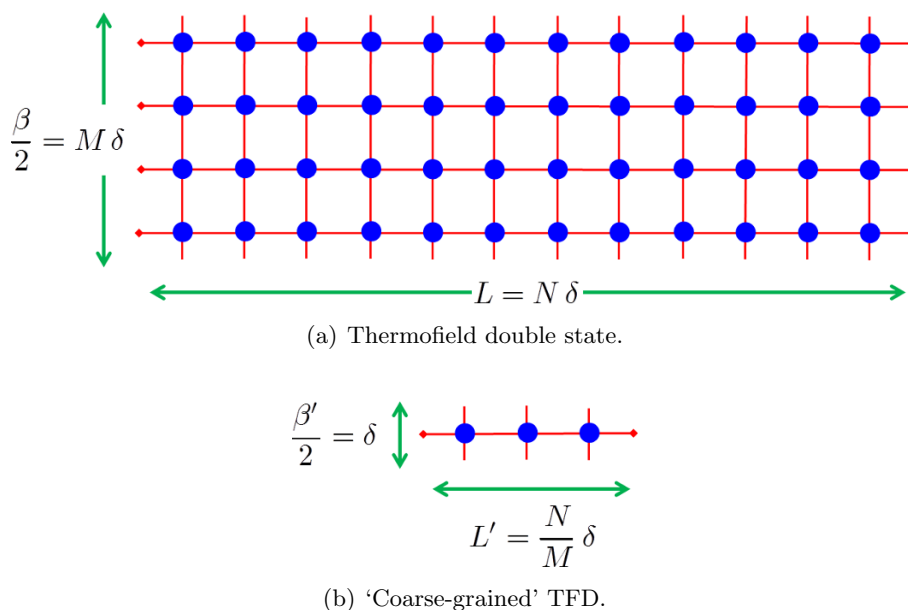 β/2 = M δ
L = N δ
(a) Thermofield double state.
β′/2 = δ
L′ = N/M δ
(b) ‘Coarse-grained’ TFD.